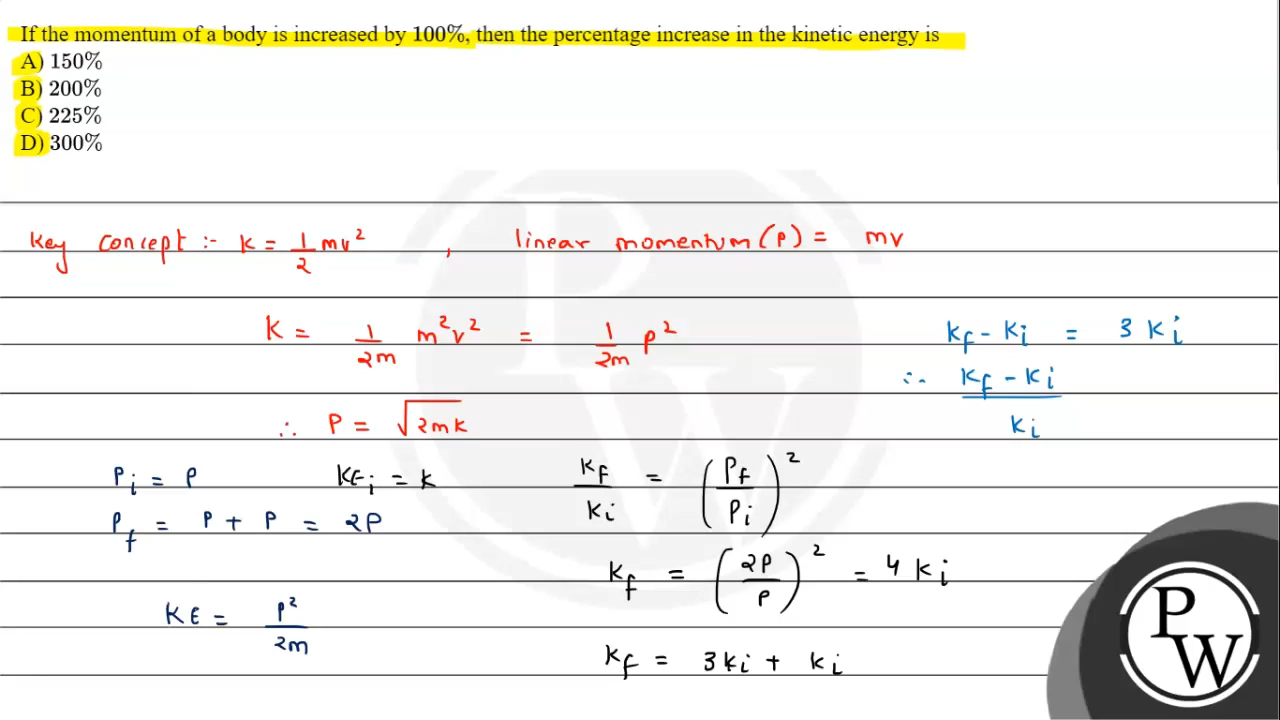 If the momentum of a body is increased by 100%, then the percentage increase in the kinetic energy is
A) 150%
B) 200%
C) 225%
D) 300%
Key concept :- K = 1/2 mv² , linear momentum (P) = mv
K = 1/2m m²v² = 1/2m P²
∴ P = √2mk
Pi = P KEi = K
Pf = P + P = 2P
KE = P²/2m
Kf/Ki = (Pf/Pi)²
Kf = (2P/P)² = 4 Ki
Kf = 3Ki + Ki
Kf - Ki = 3 Ki
∴ Kf - Ki / Ki
PW
PW